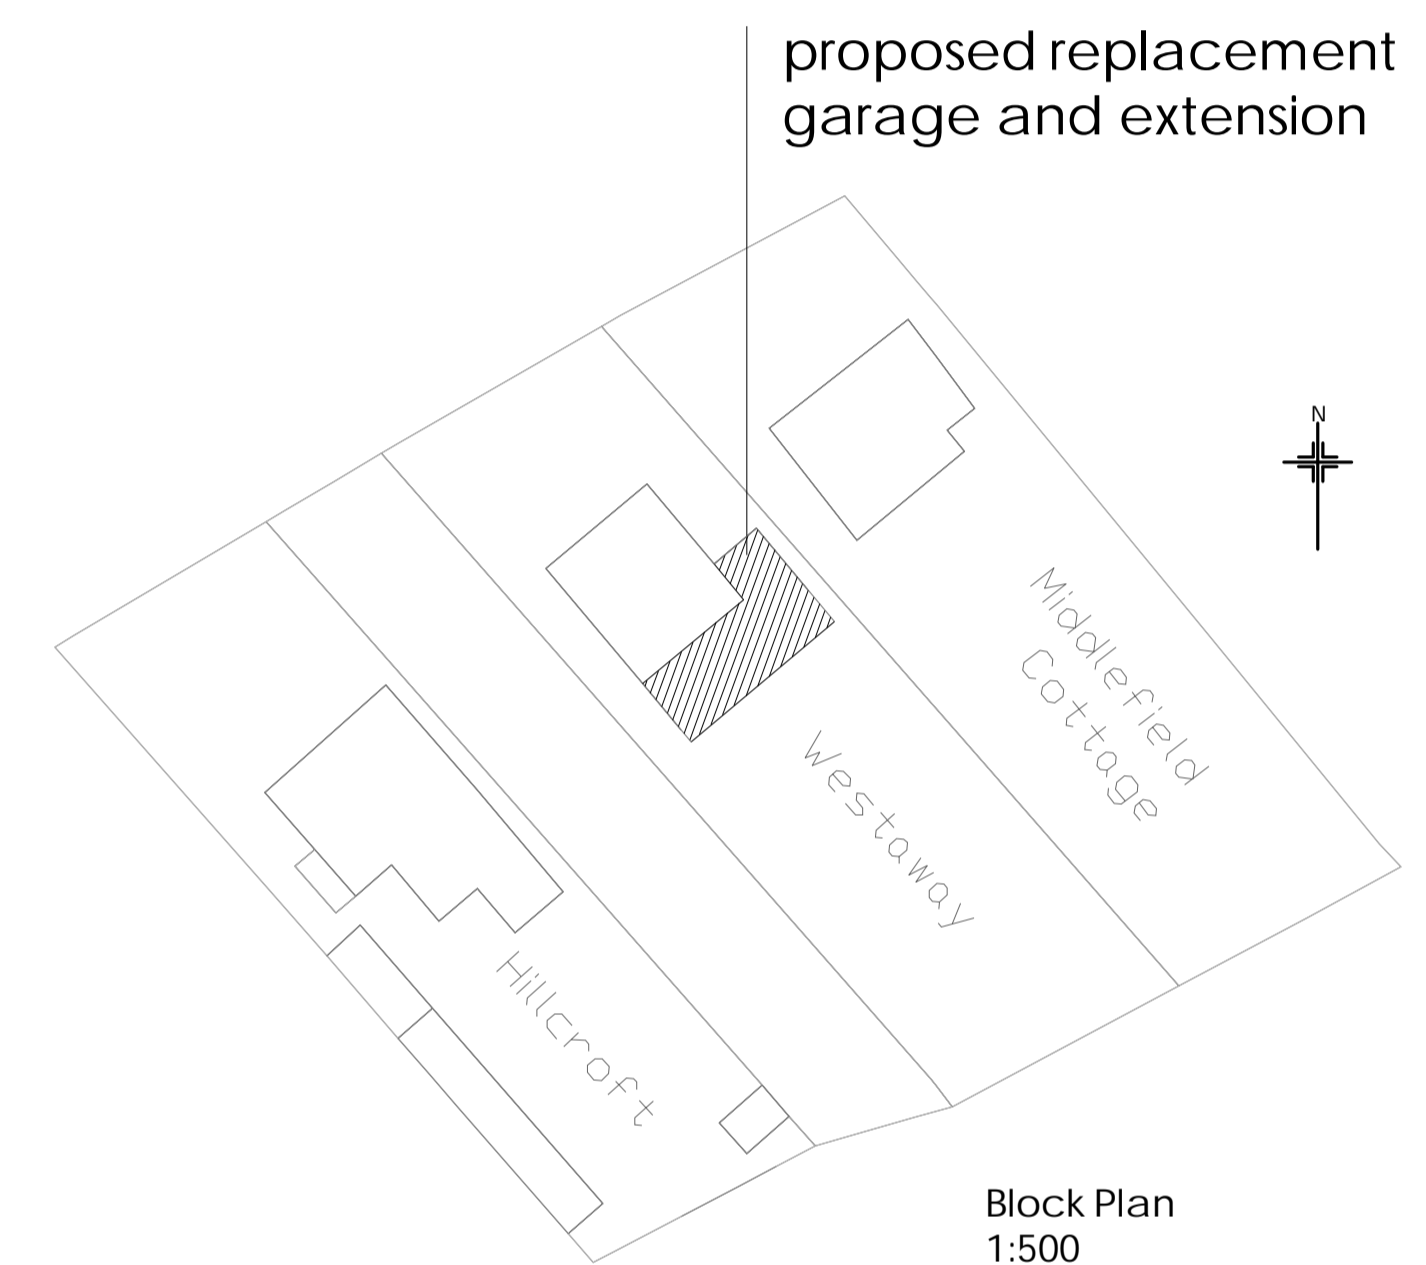 proposed replacement
garage and extension
N
Middlefield
Cottage
Westaway
Hillcroft
Block Plan
1:500